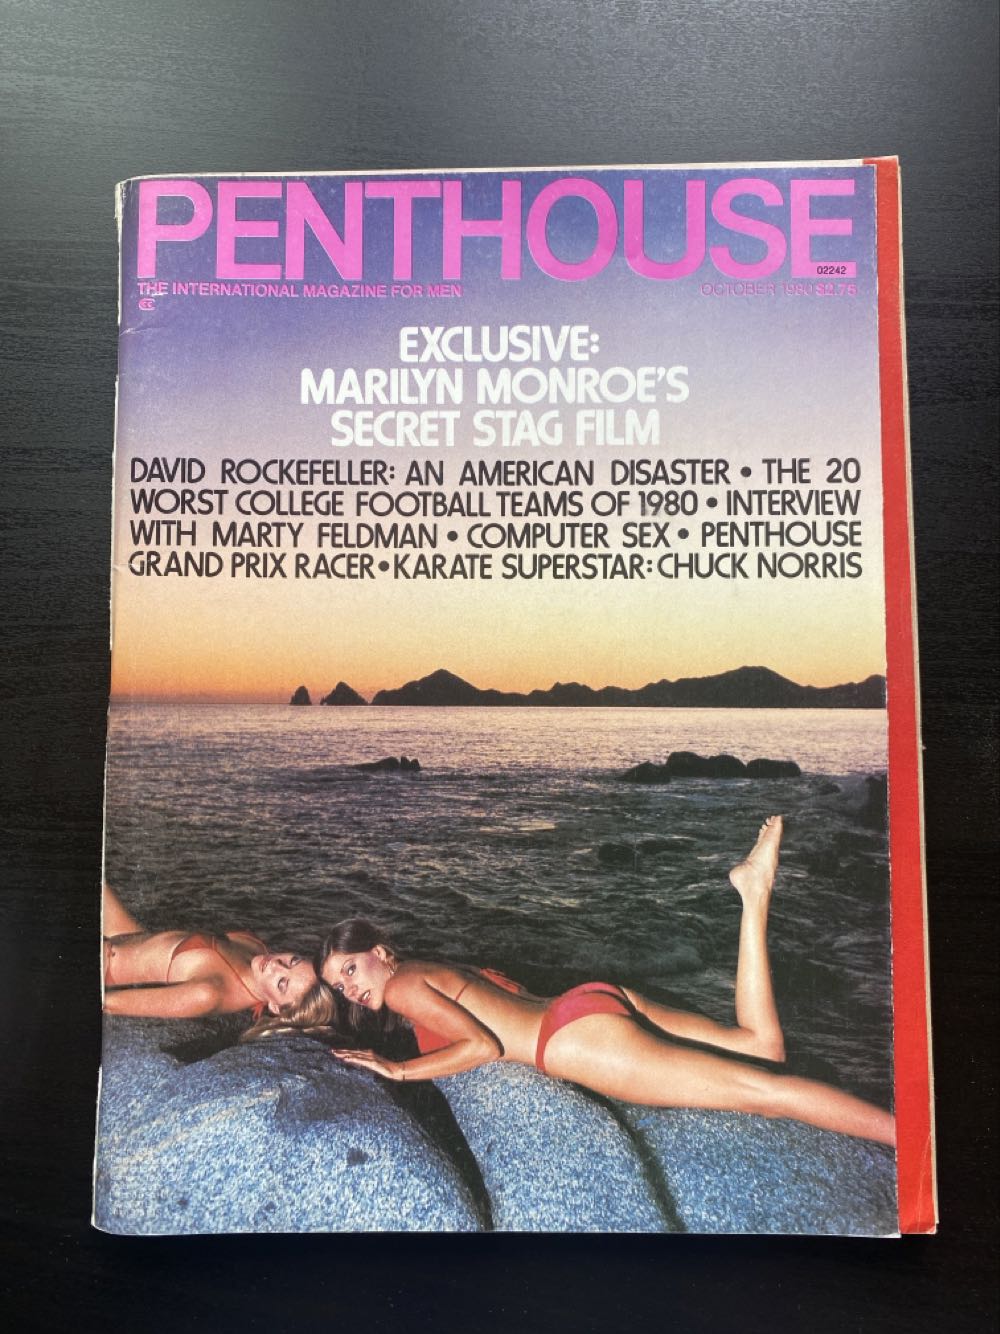 PENTHOUSE
02242
THE INTERNATIONAL MAGAZINE FOR MEN
OCTOBER 1980 $2.75
EXCLUSIVE:
MARILYN MONROE'S
SECRET STAG FILM
DAVID ROCKEFELLER: AN AMERICAN DISASTER • THE 20
WORST COLLEGE FOOTBALL TEAMS OF 1980 • INTERVIEW
WITH MARTY FELDMAN • COMPUTER SEX • PENTHOUSE
GRAND PRIX RACER • KARATE SUPERSTAR: CHUCK NORRIS